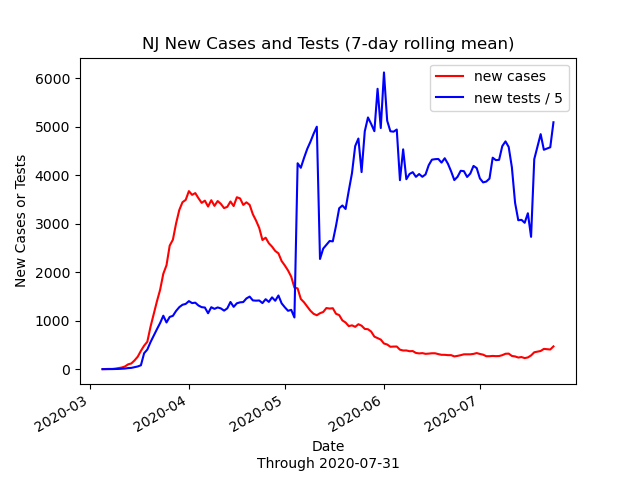 NJ New Cases and Tests (7-day rolling mean)
new cases
new tests / 5
New Cases or Tests
6000
5000
4000
3000
2000
1000
0
2020-03
2020-04
2020-05
2020-06
2020-07
Date
Through 2020-07-31